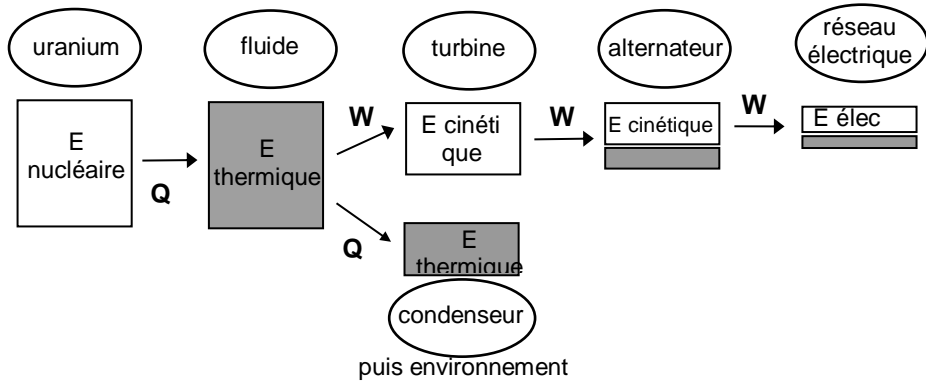 uranium
fluide
turbine
alternateur
réseau
électrique
E
nucléaire
Q
E
thermique
W
E cinéti
que
W
E cinétique
W
E élec
Q
E
thermique
condenseur
puis environnement